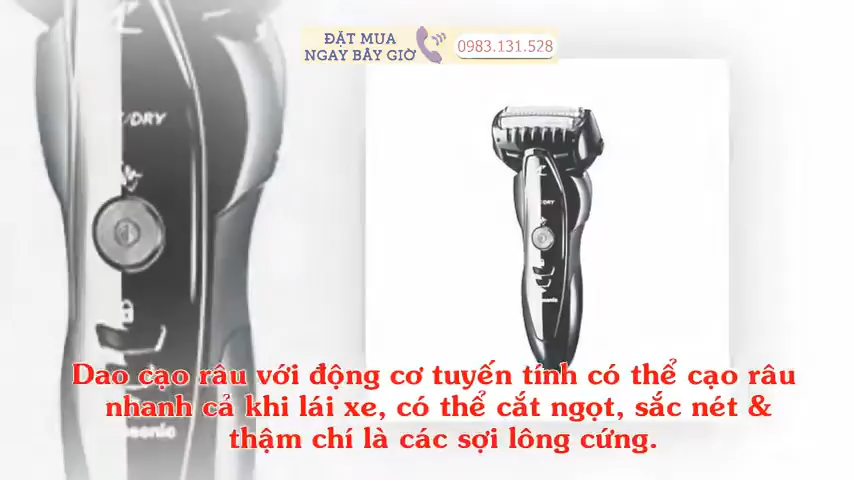 ĐẶT MUA
NGAY BÂY GIỜ
0983.131.528
/DRY
Dao cạo râu với động cơ tuyến tính có thể cạo râu
nhanh cả khi lái xe, có thể cắt ngọt, sắc nét &
thậm chí là các sợi lông cứng.